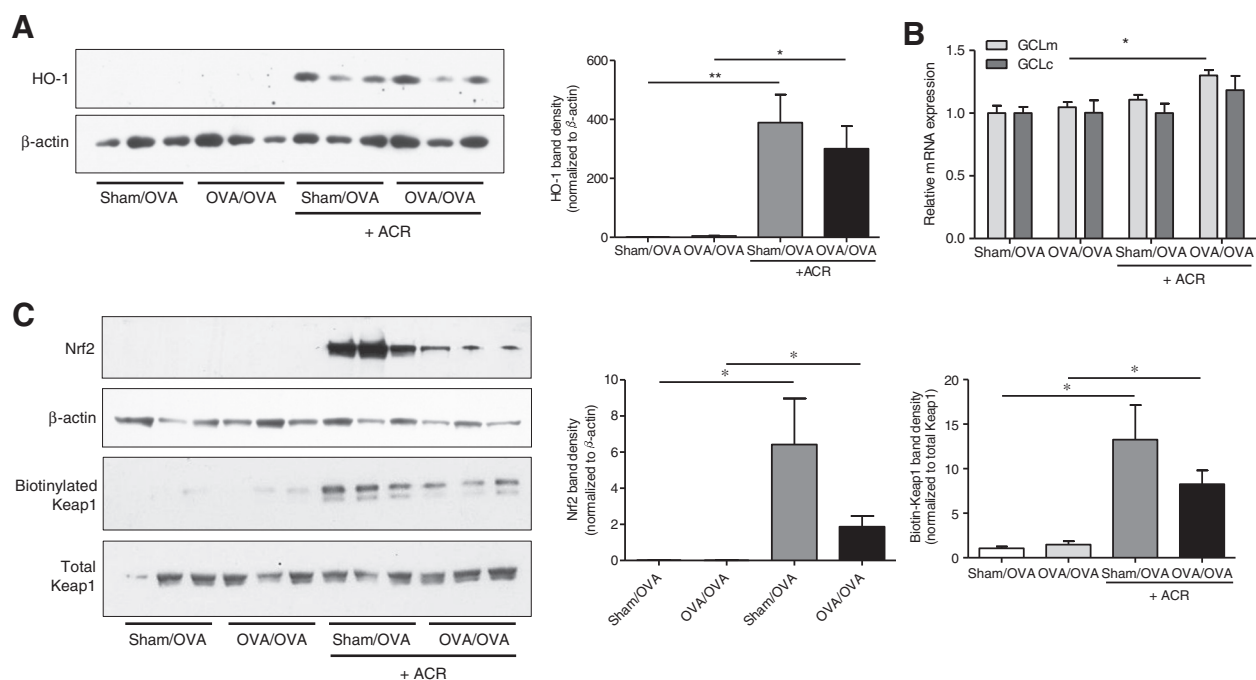 A
HO-1
β-actin
Sham/OVA OVA/OVA Sham/OVA OVA/OVA
+ ACR
HO-1 band density
(normalized to β-actin)
600
400
200
0
**
*
Sham/OVA OVA/OVA Sham/OVA OVA/OVA
+ACR
B
GCLm
GCLc
*
Relative mRNA expression
1.5
1.0
0.5
0.0
Sham/OVA OVA/OVA Sham/OVA OVA/OVA
+ ACR
C
Nrf2
β-actin
Biotinylated
Keap1
Total
Keap1
Sham/OVA OVA/OVA Sham/OVA OVA/OVA
+ ACR
Nrf2 band density
(normalized to β-actin)
10
8
6
4
2
0
*
*
Sham/OVA OVA/OVA Sham/OVA OVA/OVA
Biotin-Keap1 band density
(normalized to total Keap1)
20
15
10
5
0
*
*
Sham/OVA OVA/OVA Sham/OVA OVA/OVA
+ ACR